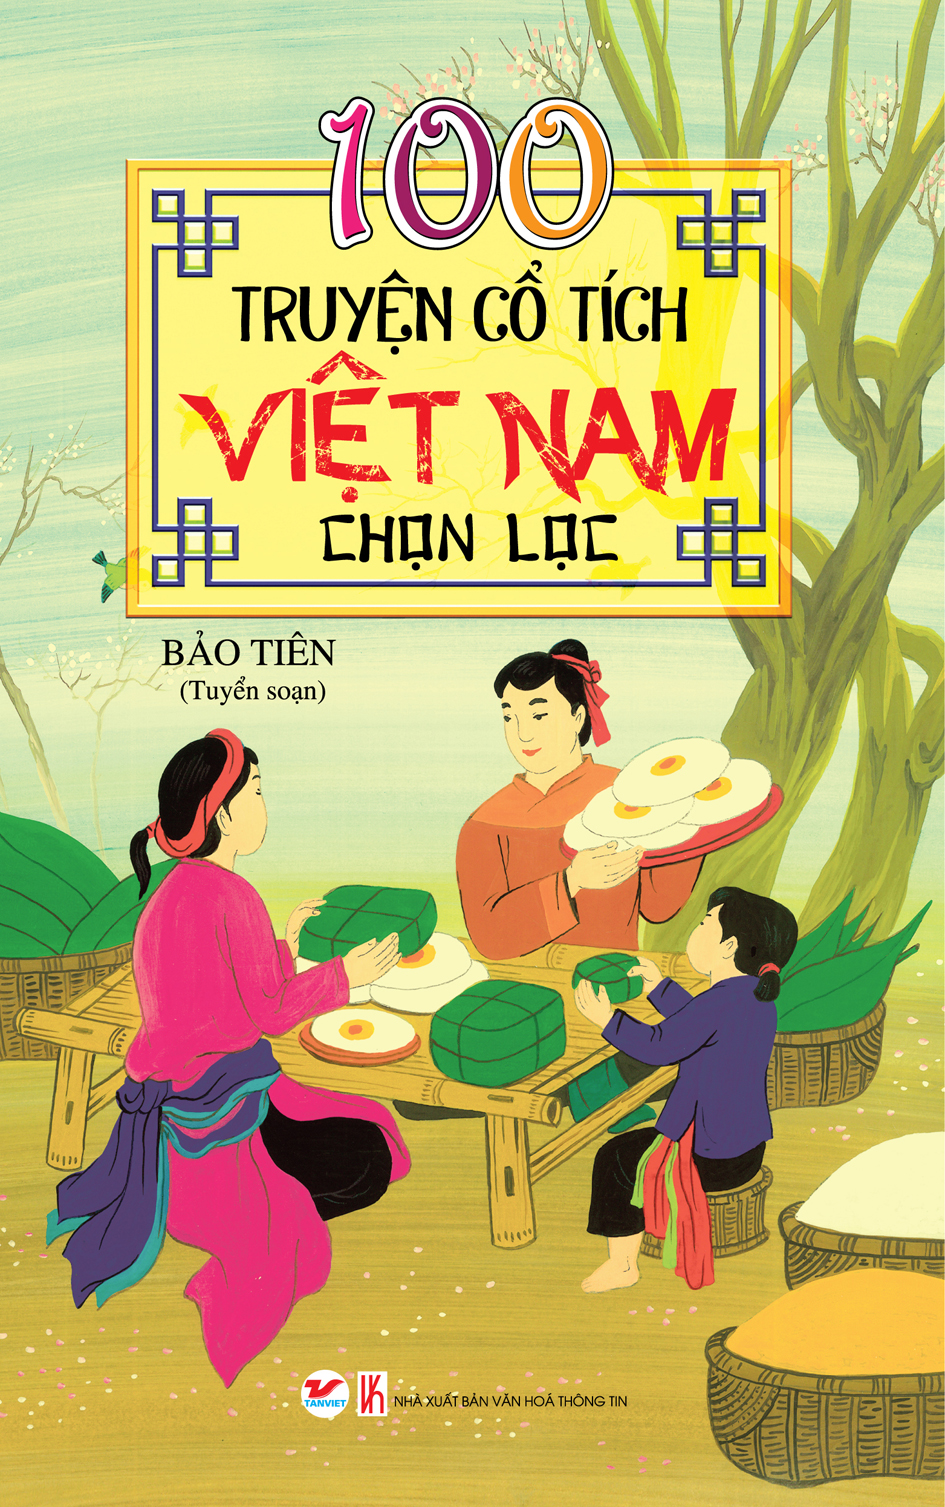 100
TRUYỆN CỔ TÍCH
VIỆT NAM
CHỌN LỌC
BẢO TIÊN
(Tuyển soạn)
TANVIET
NHÀ XUẤT BẢN VĂN HOÁ THÔNG TIN